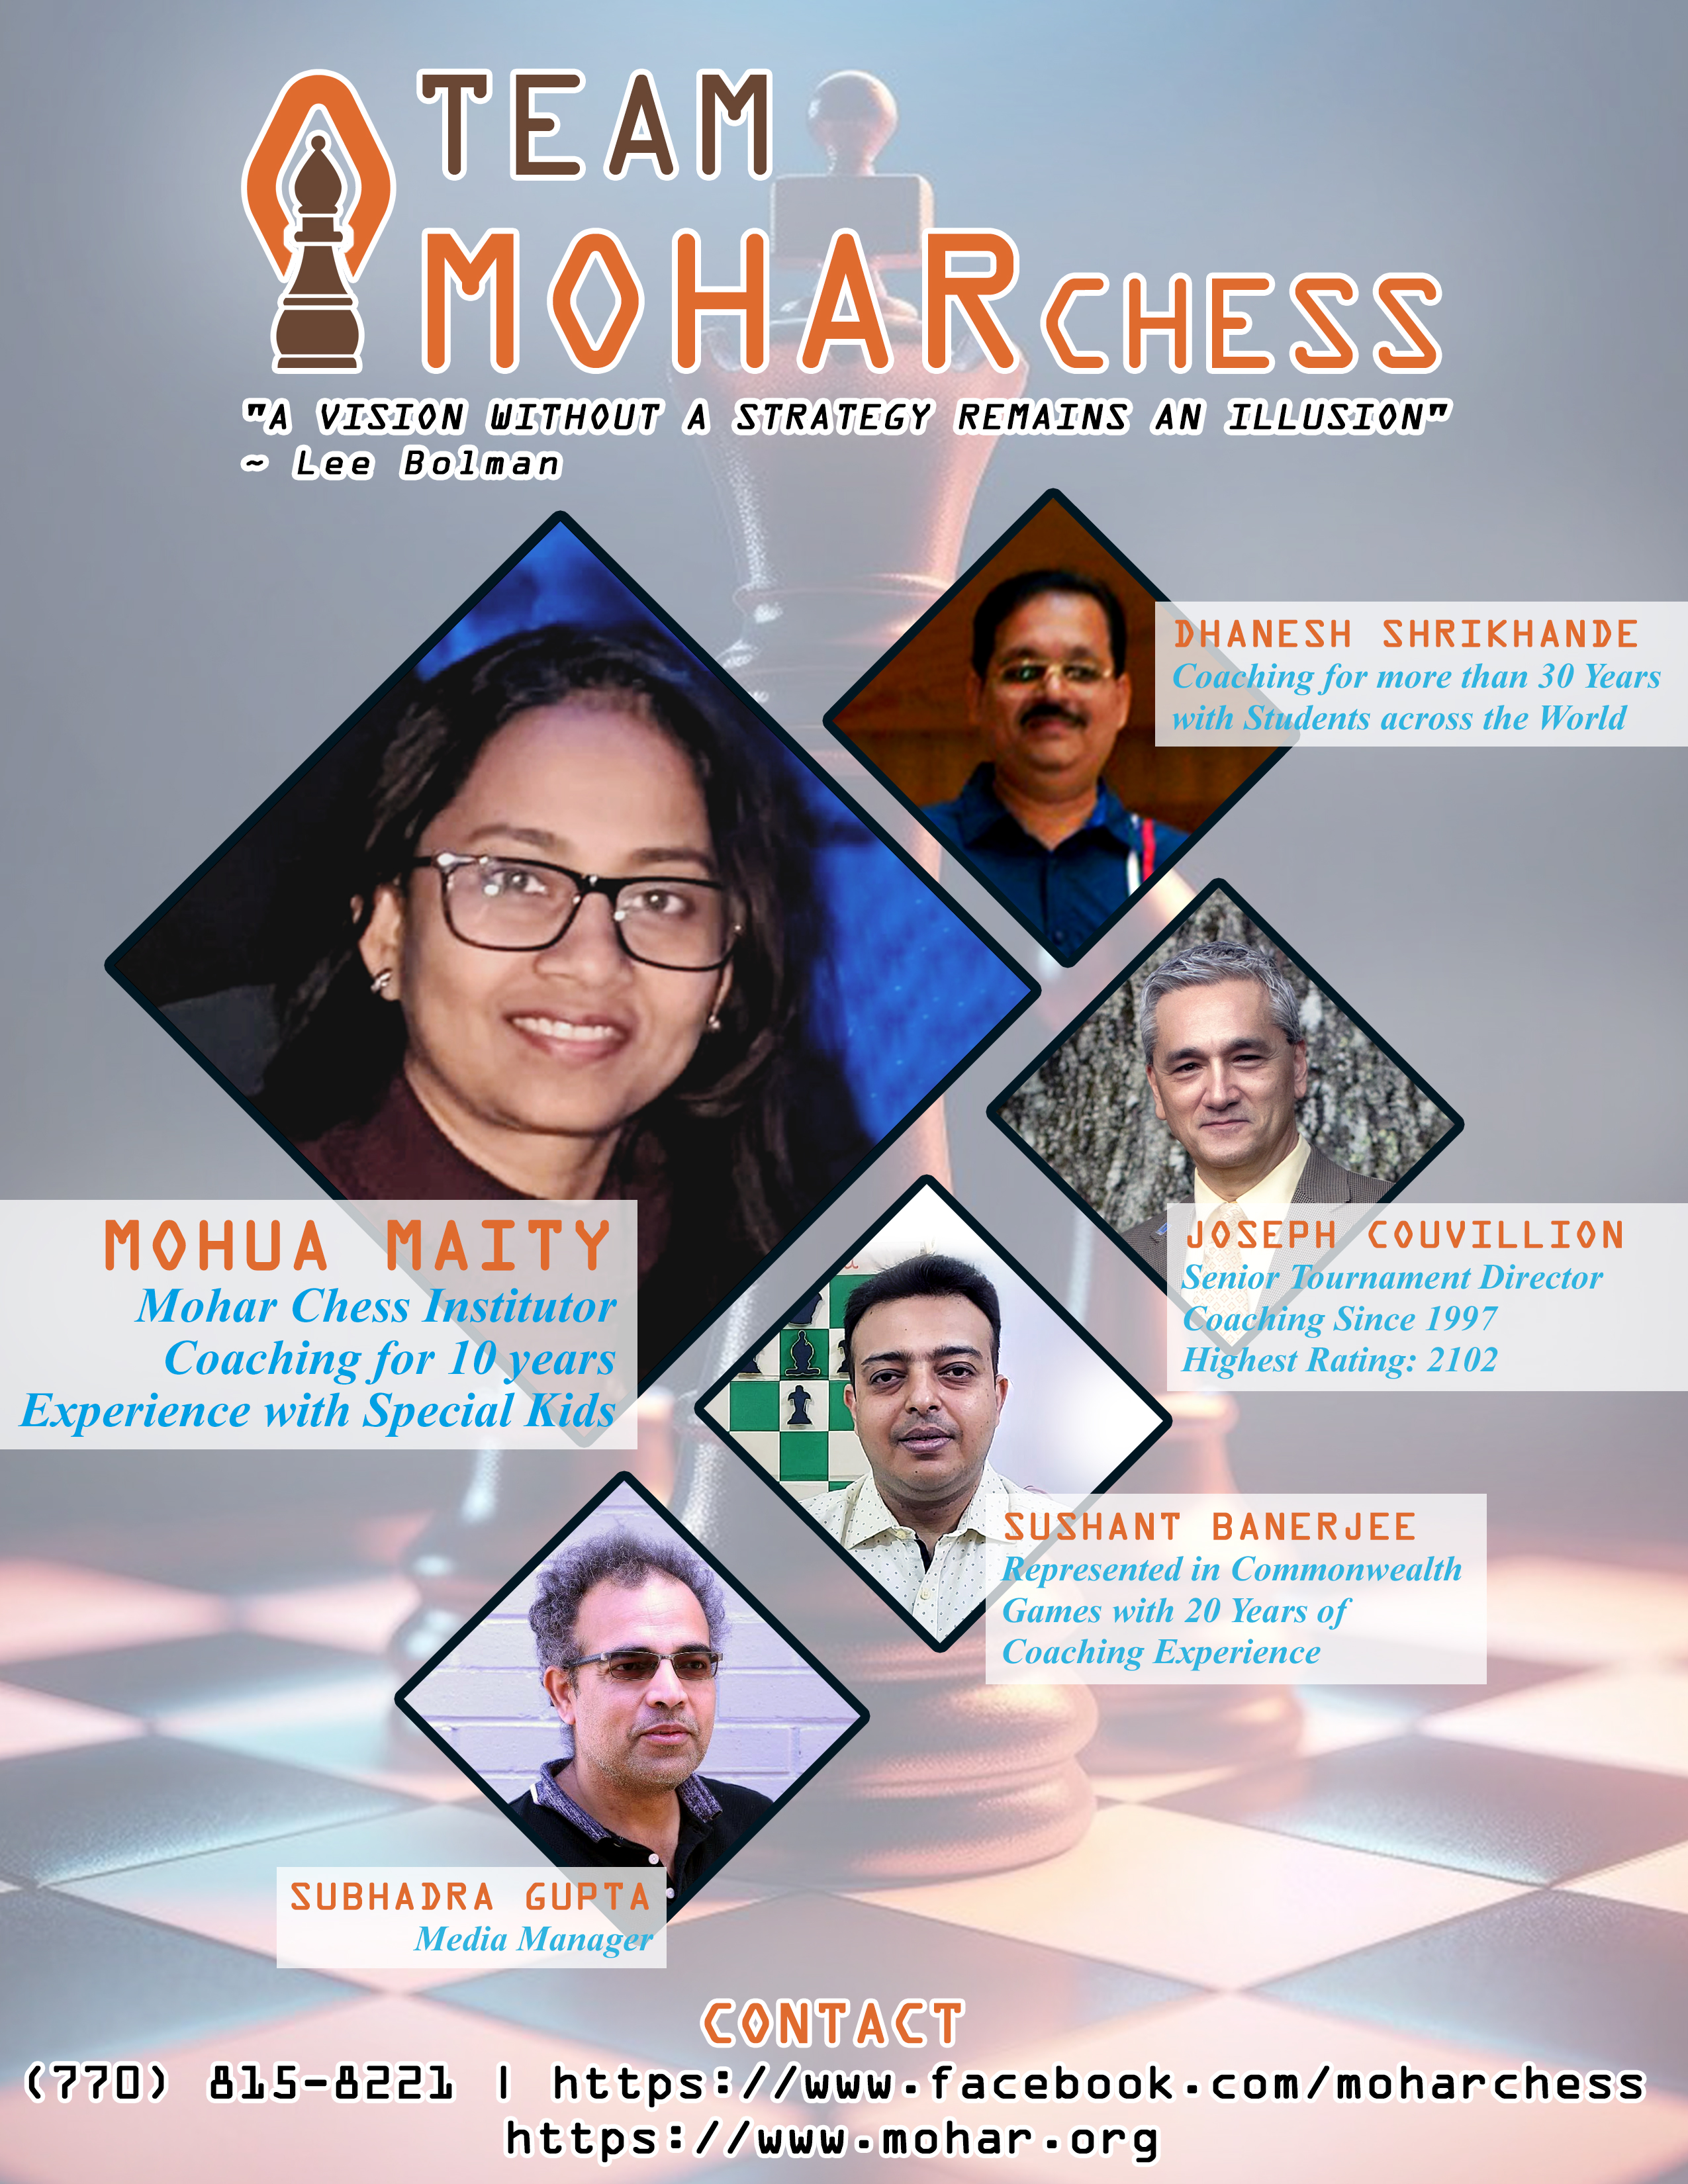 TEAM
MOHAR CHESS
"A VISION WITHOUT A STRATEGY REMAINS AN ILLUSION"
~ Lee Bolman
DHANESH SHRIKHANDE
Coaching for more than 30 Years
with Students across the World
JOSEPH COUVILLION
Senior Tournament Director
Coaching Since 1997
Highest Rating: 2102
MOHUA MAITY
Mohar Chess Institutor
Coaching for 10 years
Experience with Special Kids
SUSHANT BANERJEE
Represented in Commonwealth
Games with 20 Years of
Coaching Experience
SUBHADRA GUPTA
Media Manager
CONTACT
(770) 815-8221 | https://www.facebook.com/moharchess
https://www.mohar.org